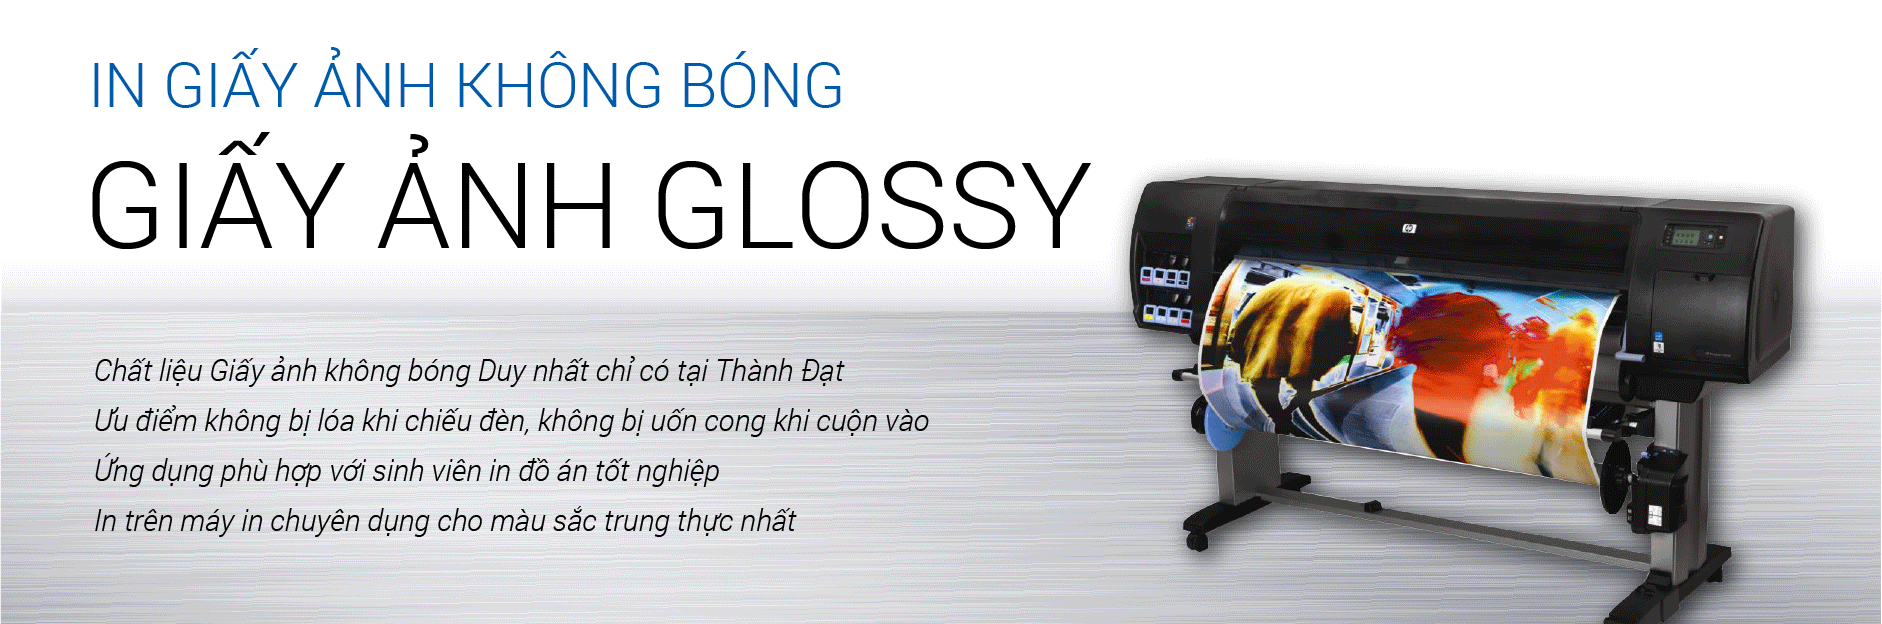 IN GIẤY ẢNH KHÔNG BÓNG
GIẤY ẢNH GLOSSY
Chất liệu Giấy ảnh không bóng Duy nhất chỉ có tại Thành Đạt
Ưu điểm không bị lóa khi chiếu đèn, không bị uốn cong khi cuộn vào
Ứng dụng phù hợp với sinh viên in đồ án tốt nghiệp
In trên máy in chuyên dụng cho màu sắc trung thực nhất
hp